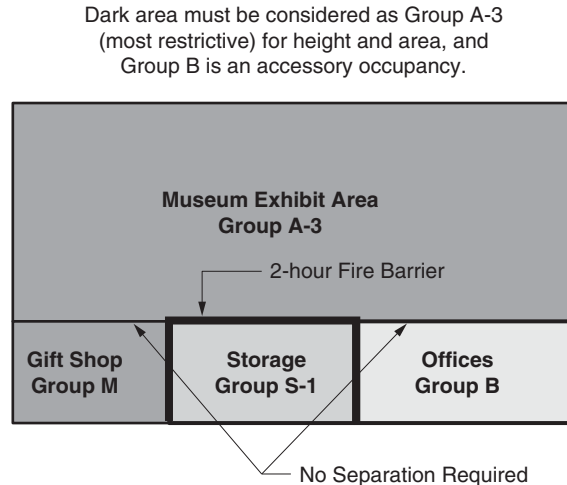 Dark area must be considered as Group A-3
(most restrictive) for height and area, and
Group B is an accessory occupancy.
Museum Exhibit Area
Group A-3
2-hour Fire Barrier
Gift Shop
Group M
Storage
Group S-1
Offices
Group B
No Separation Required